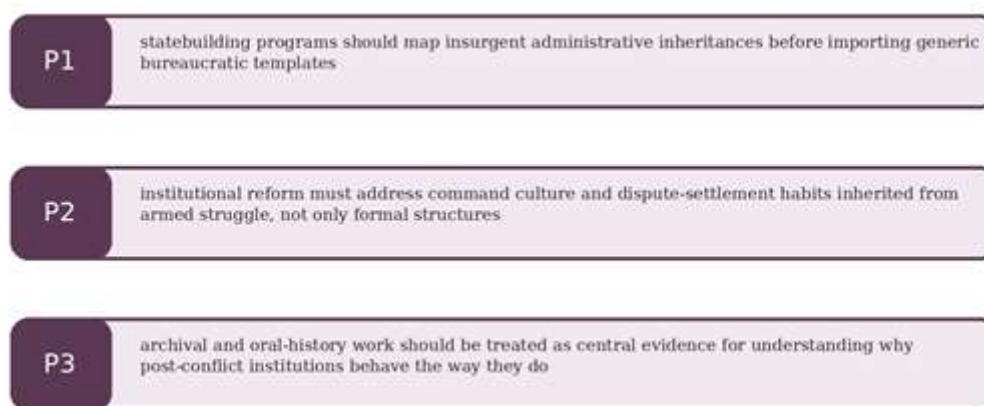 P1
statebuilding programs should map insurgent administrative inheritances before importing generic
bureaucratic templates
P2
institutional reform must address command culture and dispute-settlement habits inherited from
armed struggle, not only formal structures
P3
archival and oral-history work should be treated as central evidence for understanding why
post-conflict institutions behave the way they do